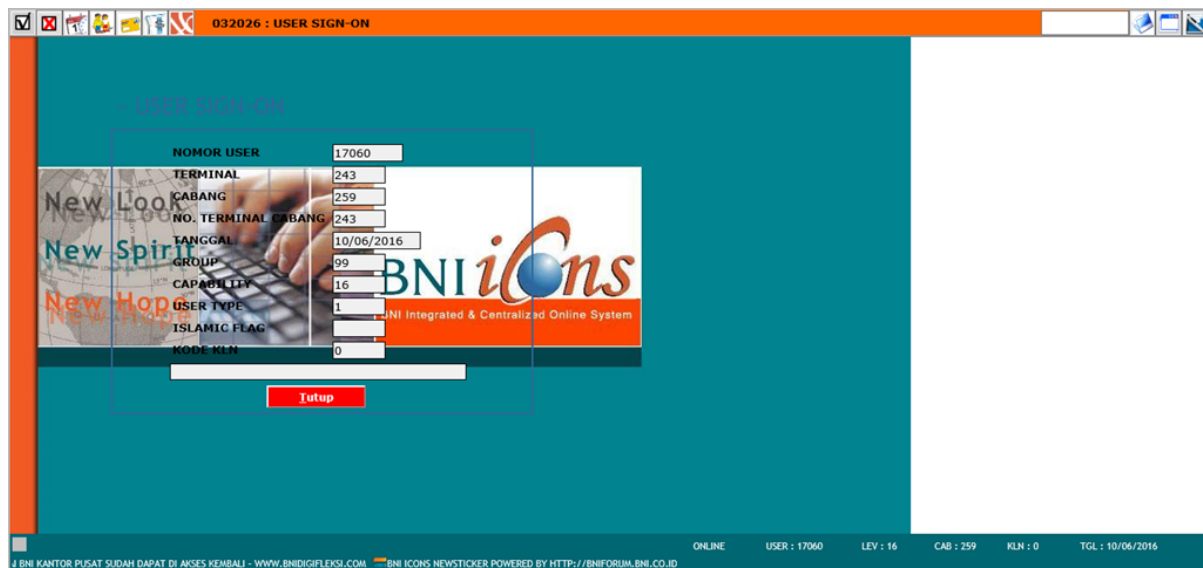 032026 : USER SIGN-ON
- USER SIGN-ON
NOMOR USER 17060
TERMINAL 243
CABANG 259
NO. TERMINAL CABANG 243
TANGGAL 10/06/2016
GROUP 99
CAPABILITY 16
USER TYPE 1
ISLAMIC FLAG
KODE KLN 0
Tutup
New Look
New Spirit
New Hope
BNI icons
BNI Integrated & Centralized Online System
ONLINE USER : 17060 LEV : 16 CAB : 259 KLN : 0 TGL : 10/06/2016
BNI KANTOR PUSAT SUDAH DAPAT DI AKSES KEMBALI - WWW.BNIDIGIFLEKSI.COM BNI ICONS NEWSTICKER POWERED BY HTTP://BNIFORUM.BNI.CO.ID